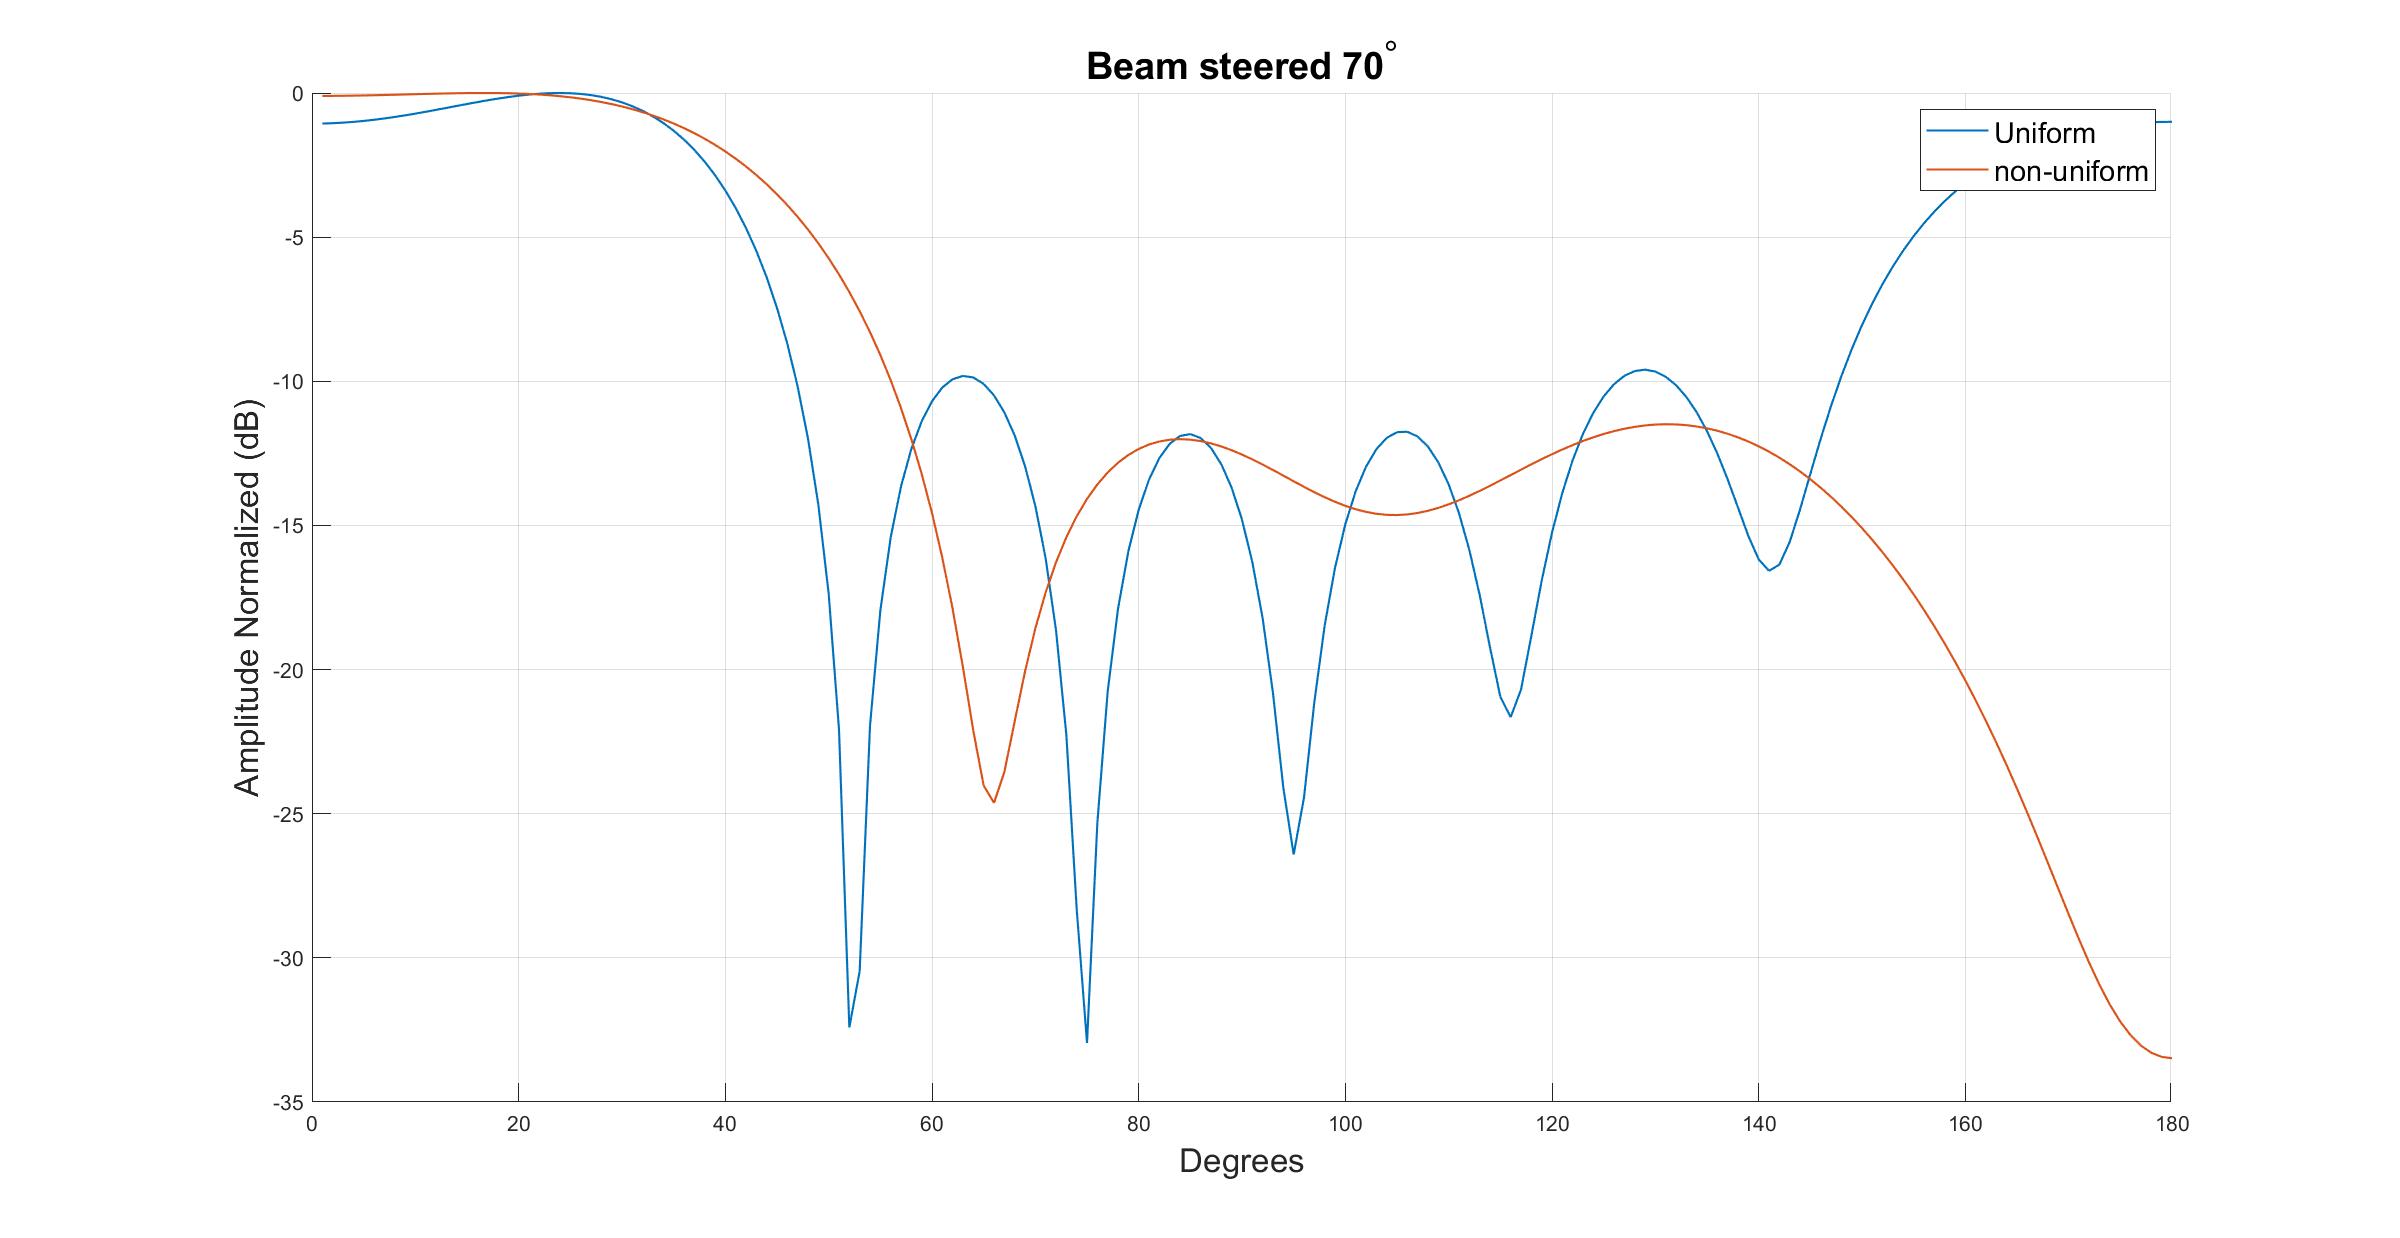 Beam steered 70°
Uniform
non-uniform
Amplitude Normalized (dB)
0
-5
-10
-15
-20
-25
-30
-35
0 20 40 60 80 100 120 140 160 180
Degrees